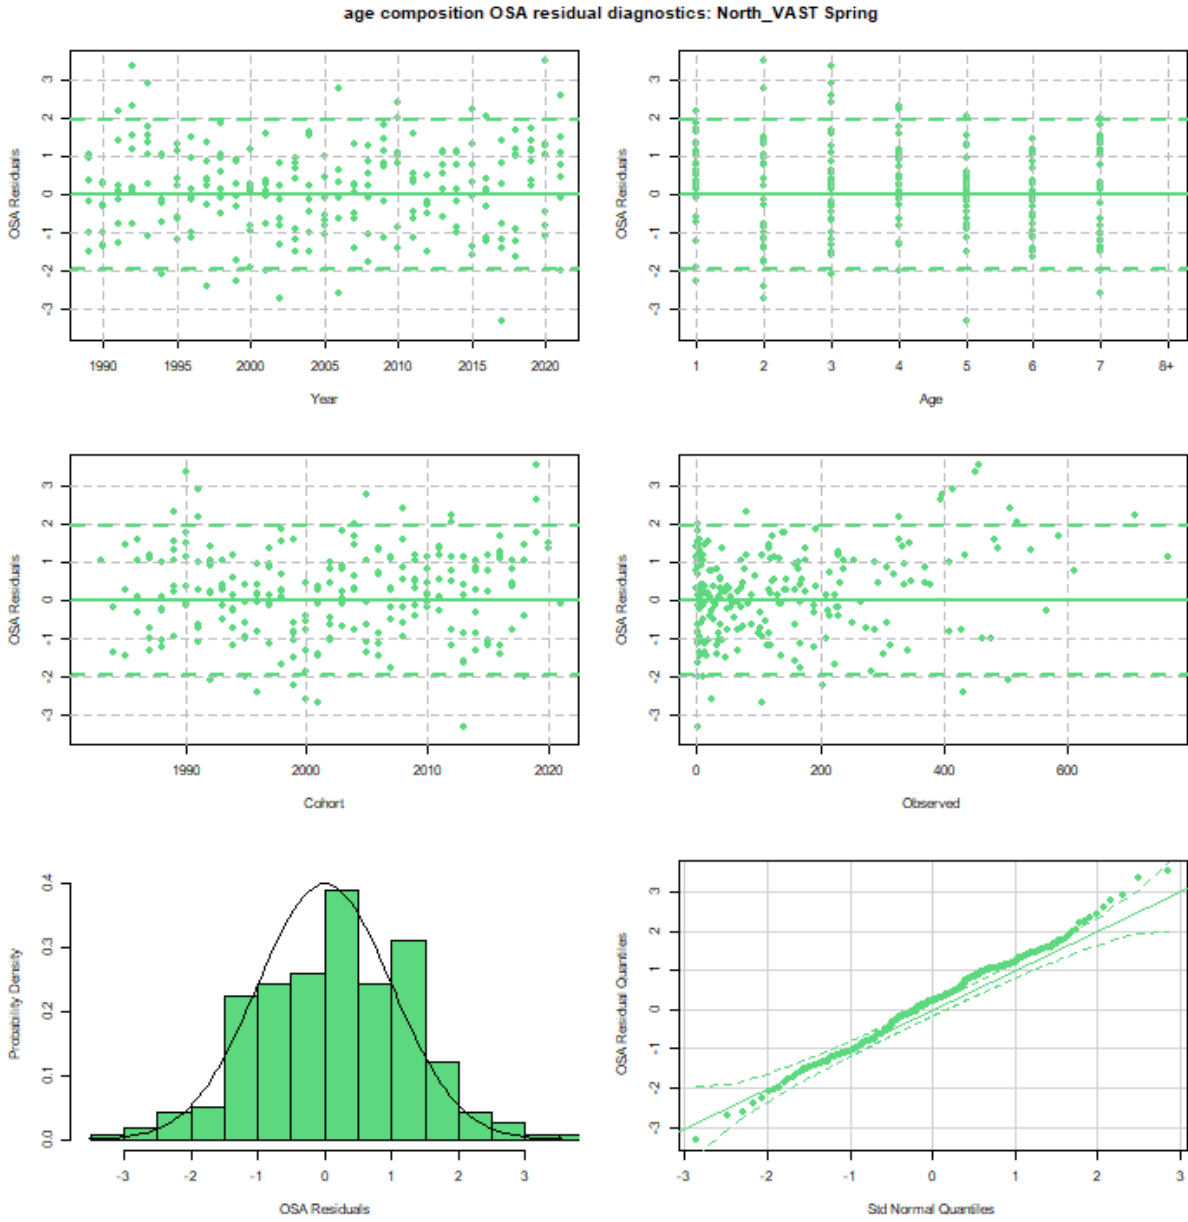 age composition OSA residual diagnostics: North_VAST Spring
OSA Residuals
3
2
1
0
-1
-2
-3
1990 1995 2000 2005 2010 2015 2020
Year
OSA Residuals
3
2
1
0
-1
-2
-3
1 2 3 4 5 6 7 8+
Age
OSA Residuals
3
2
1
0
-1
-2
-3
1990 2000 2010 2020
Cohort
OSA Residuals
3
2
1
0
-1
-2
-3
0 200 400 600
Observed
Probability Density
0.4
0.3
0.2
0.1
0.0
-3 -2 -1 0 1 2 3
OSA Residuals
OSA Residual Quantiles
3
2
1
0
-1
-2
-3
-3 -2 -1 0 1 2 3
Std Normal Quantiles